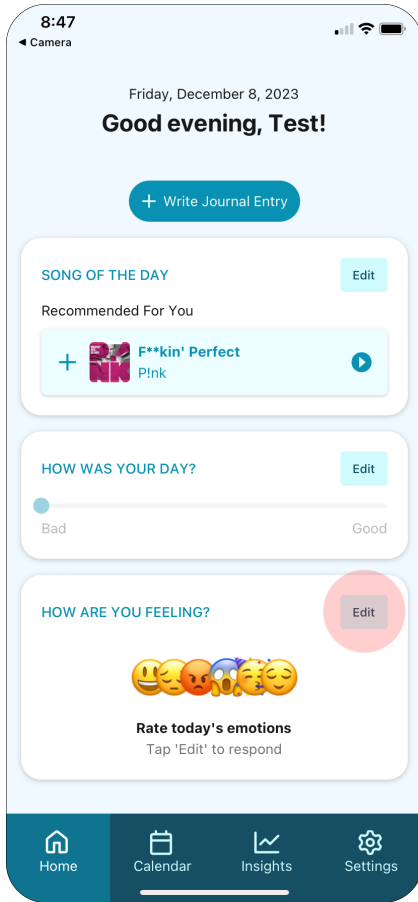 8:47
◀ Camera
Friday, December 8, 2023
Good evening, Test!
+ Write Journal Entry
SONG OF THE DAY
Edit
Recommended For You
F**kin' Perfect
P!nk
HOW WAS YOUR DAY?
Edit
Bad
Good
HOW ARE YOU FEELING?
Edit
Rate today's emotions
Tap 'Edit' to respond
Home
Calendar
Insights
Settings